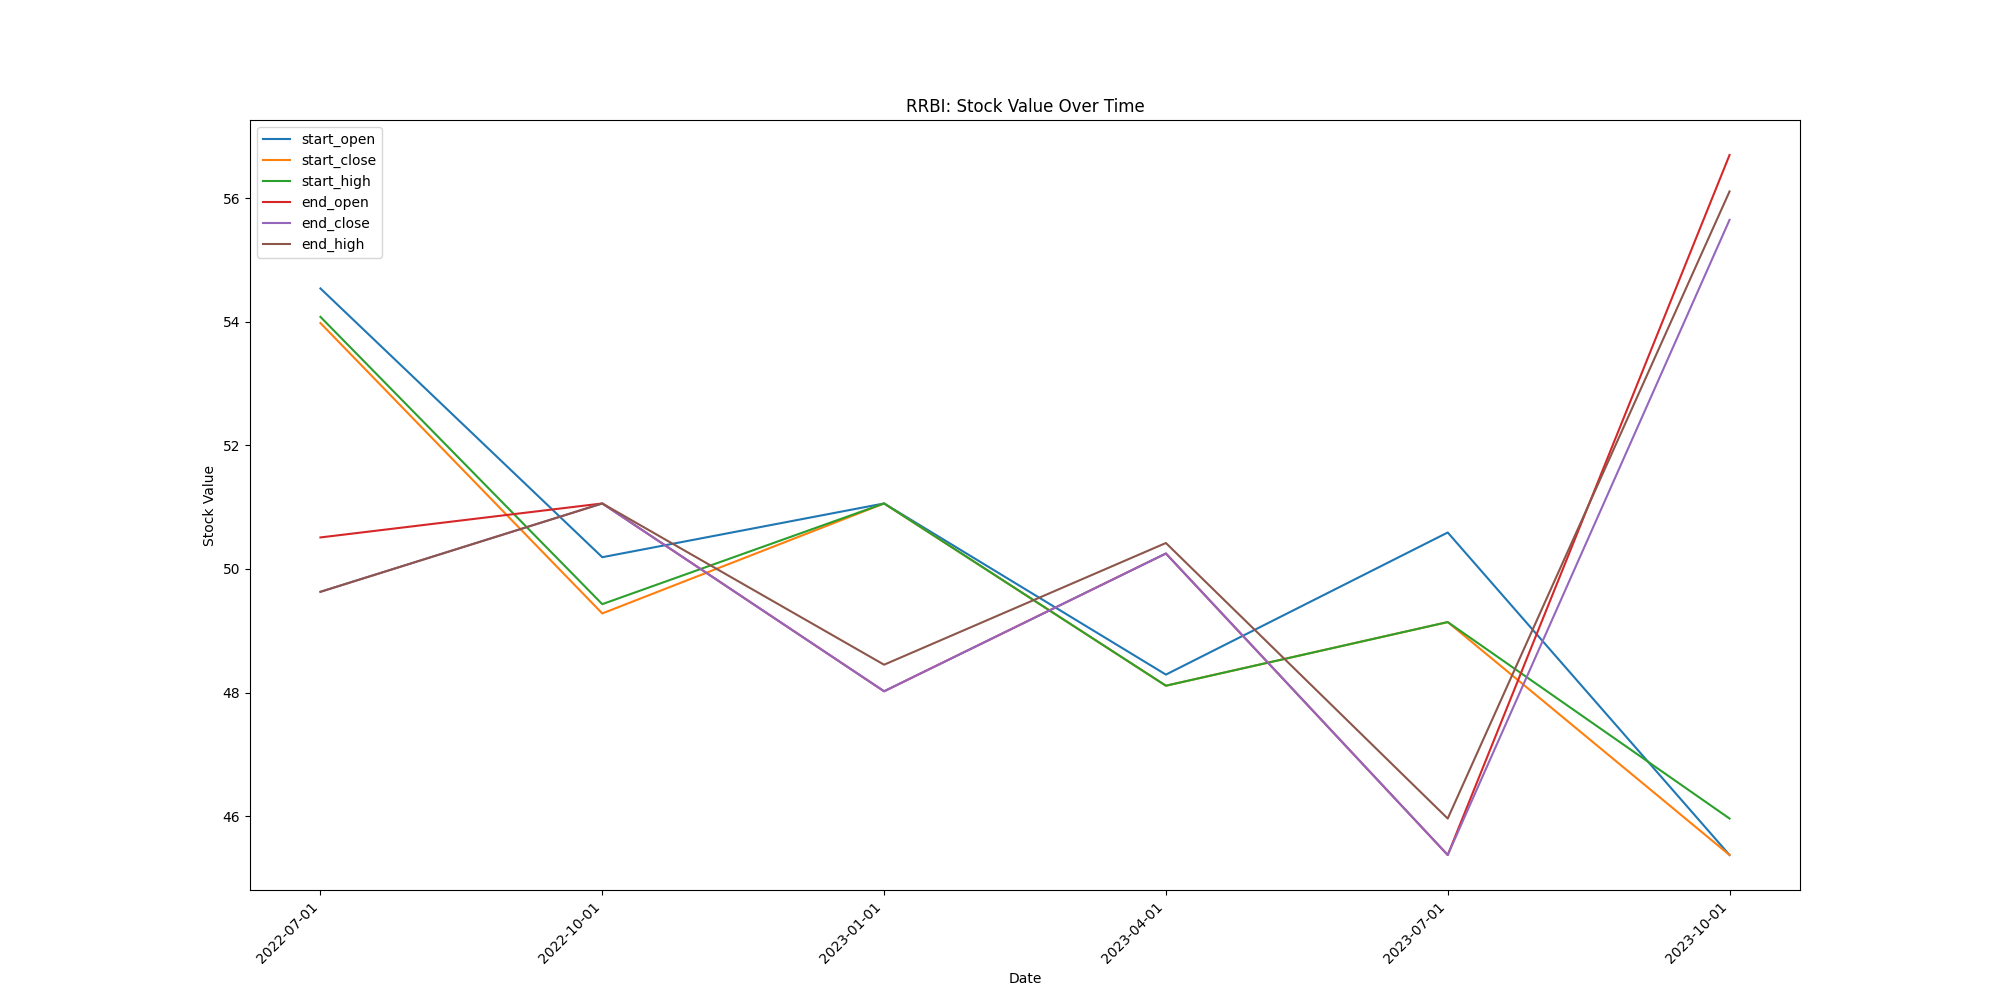 RRBI: Stock Value Over Time
start_open
start_close
start_high
end_open
end_close
end_high
Stock Value
56
54
52
50
48
46
2022-07-01
2022-10-01
2023-01-01
2023-04-01
2023-07-01
2023-10-01
Date